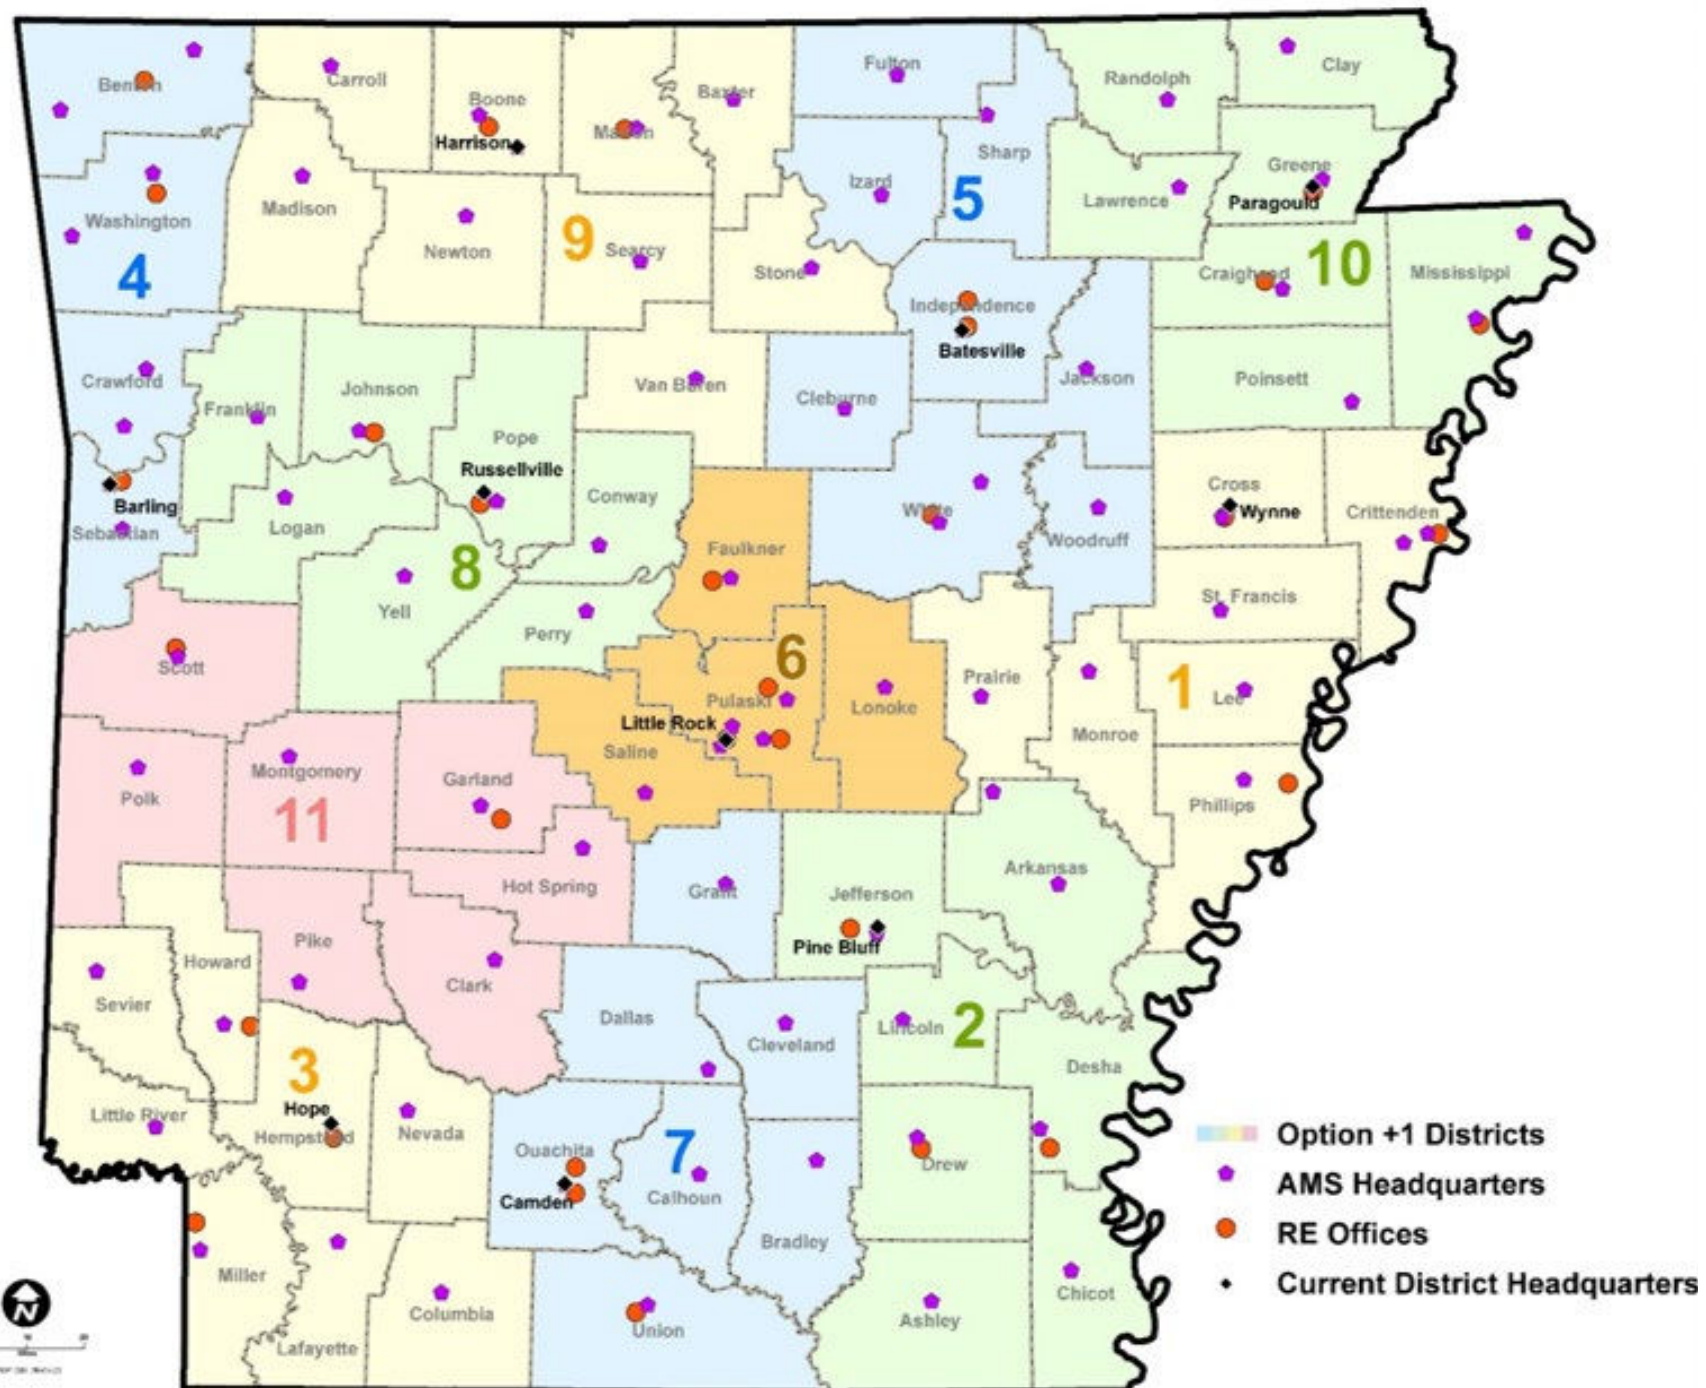 Benton
Carroll
Boone
Harrison
Marion
Baxter
Fulton
Randolph
Clay
Sharp
Izard
Greene
Paragould
Lawrence
Washington
Madison
Newton
Searcy
Stone
4
9
5
10
Craighead
Mississippi
Independence
Batesville
Jackson
Poinsett
Crawford
Franklin
Johnson
Van Buren
Cleburne
Pope
Russellville
Conway
Barling
Sebastian
Logan
White
Woodruff
Cross
Wynne
Crittenden
Faulkner
8
Yell
Perry
St. Francis
Scott
6
Pulaski
Little Rock
Saline
Lonoke
Prairie
Monroe
1
Lee
Phillips
Polk
Montgomery
11
Garland
Hot Spring
Grant
Jefferson
Pine Bluff
Arkansas
Pike
Howard
Clark
Sevier
Dallas
Cleveland
Lincoln
2
Desha
3
Hope
Hempstead
Little River
Nevada
Ouachita
Camden
7
Calhoun
Bradley
Drew
Miller
Lafayette
Columbia
Union
Ashley
Chicot
Option +1 Districts
AMS Headquarters
RE Offices
Current District Headquarters
N